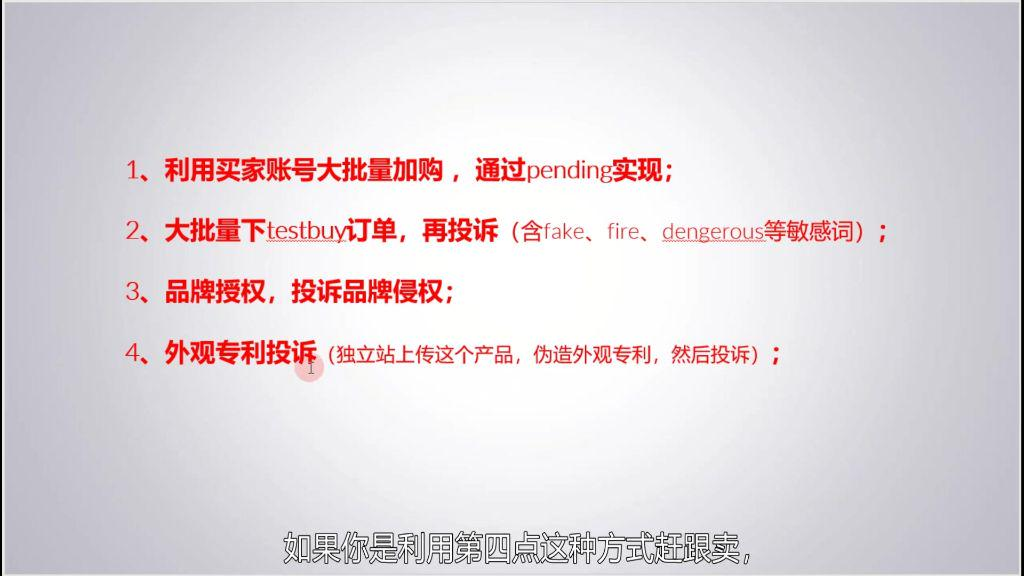 1、利用买家账号大批量加购 ，通过pending实现；
2、大批量下testbuy订单，再投诉（含fake、fire、dengerous等敏感词）；
3、品牌授权，投诉品牌侵权；
4、外观专利投诉（独立站上传这个产品，伪造外观专利，然后投诉）；
如果你是利用第四点这种方式赶跟卖，